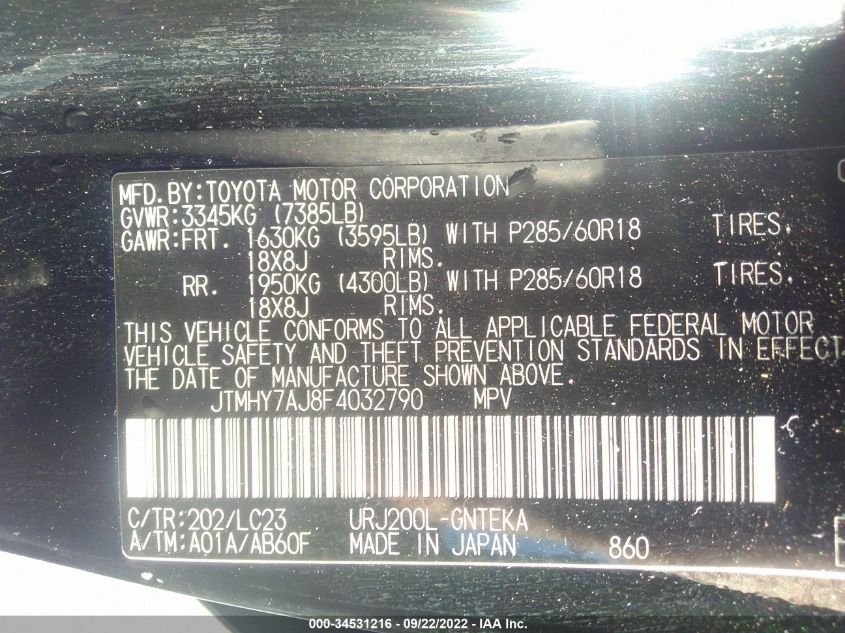 MFD.BY:TOYOTA MOTOR CORPORATION
GVWR:3345KG (7385LB)
GAWR:FRT. 1630KG (3595LB) WITH P285/60R18 TIRES.
18X8J RIMS.
RR. 1950KG (4300LB) WITH P285/60R18 TIRES.
18X8J RIMS.
THIS VEHICLE CONFORMS TO ALL APPLICABLE FEDERAL MOTOR
VEHICLE SAFETY AND THEFT PREVENTION STANDARDS IN EFFECT
THE DATE OF MANUFACTURE SHOWN ABOVE.
JTMHY7AJ8F4032790 MPV
C/TR:202/LC23 URJ200L-GNTEKA
A/TM:A01A/AB60F MADE IN JAPAN 860
000-34531216 - 09/22/2022 - IAA Inc.